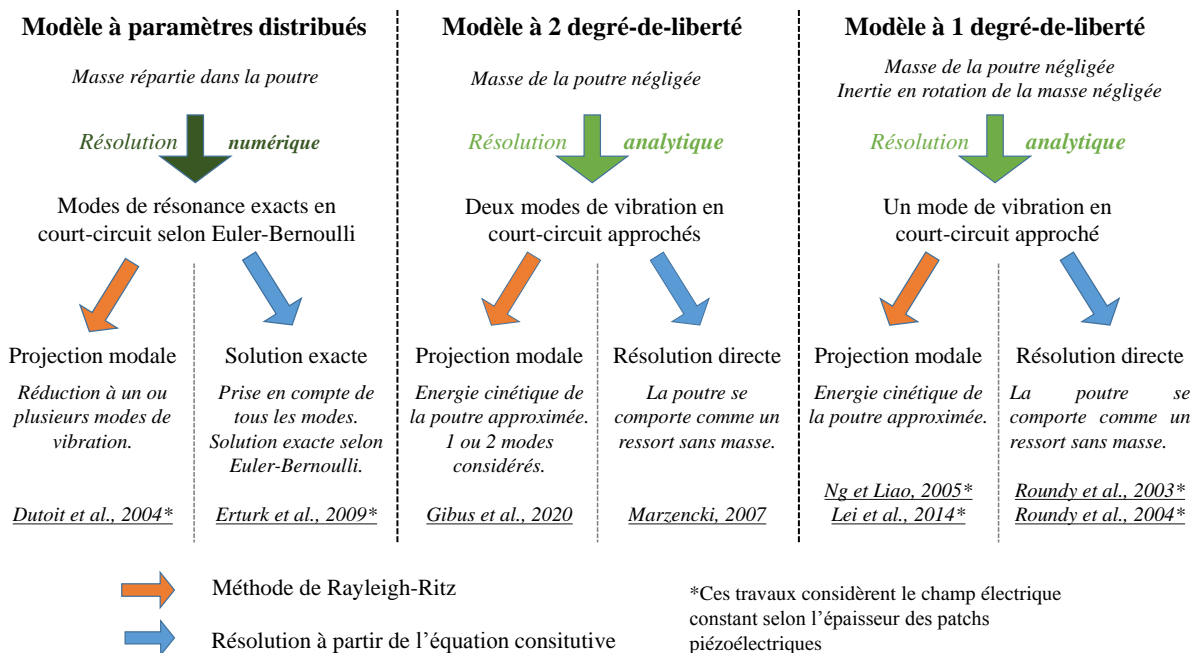 Modèle à paramètres distribués
Masse répartie dans la poutre
Résolution numérique
Modes de résonance exacts en
court-circuit selon Euler-Bernoulli
Projection modale
Réduction à un ou
plusieurs modes de
vibration.
Dutoit et al., 2004*
Solution exacte
Prise en compte de
tous les modes.
Solution exacte selon
Euler-Bernoulli.
Erturk et al., 2009*
Modèle à 2 degré-de-liberté
Masse de la poutre négligée
Résolution analytique
Deux modes de vibration en
court-circuit approchés
Projection modale
Energie cinétique de
la poutre approximée.
1 ou 2 modes
considérés.
Gibus et al., 2020
Résolution directe
La poutre se
comporte comme un
ressort sans masse.
Marzencki, 2007
Modèle à 1 degré-de-liberté
Masse de la poutre négligée
Inertie en rotation de la masse négligée
Résolution analytique
Un mode de vibration en
court-circuit approché
Projection modale
Energie cinétique de
la poutre approximée.
Ng et Liao, 2005*
Lei et al., 2014*
Résolution directe
La poutre se
comporte comme un
ressort sans masse.
Roundy et al., 2003*
Roundy et al., 2004*
Méthode de Rayleigh-Ritz
Résolution à partir de l’équation consitutive
*Ces travaux considèrent le champ électrique
constant selon l’épaisseur des patchs
piézoélectriques